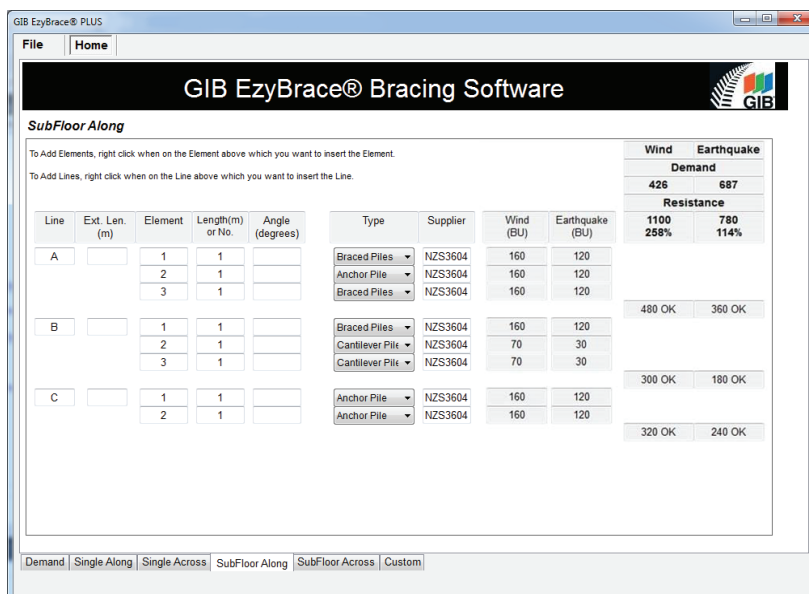 GIB EzyBrace® PLUS
File Home
GIB EzyBrace® Bracing Software
GIB
SubFloor Along
To Add Elements, right click when on the Element above which you want to insert the Element.
To Add Lines, right click when on the Line above which you want to insert the Line.
Wind Earthquake
Demand
426 687
Resistance
1100 780
258% 114%
Line Ext. Len. (m) Element Length(m) or No. Angle (degrees) Type Supplier Wind (BU) Earthquake (BU)
A 1 1 Braced Piles NZS3604 160 120
2 1 Anchor Pile NZS3604 160 120
3 1 Braced Piles NZS3604 160 120
480 OK 360 OK
B 1 1 Braced Piles NZS3604 160 120
2 1 Cantilever Pile NZS3604 70 30
3 1 Cantilever Pile NZS3604 70 30
300 OK 180 OK
C 1 1 Anchor Pile NZS3604 160 120
2 1 Anchor Pile NZS3604 160 120
320 OK 240 OK
Demand Single Along Single Across SubFloor Along SubFloor Across Custom